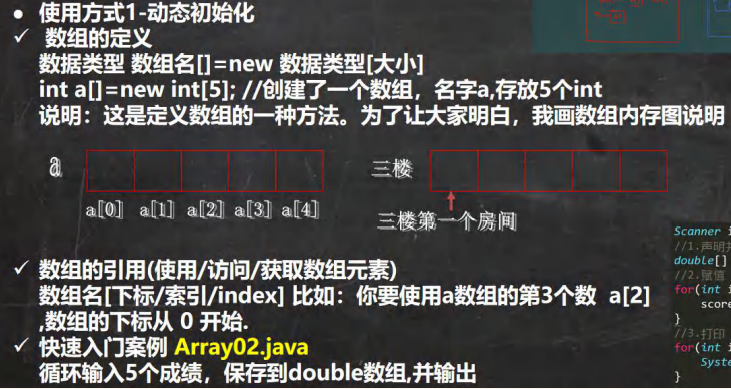 使用方式1-动态初始化
数组的定义
数据类型 数组名[]=new 数据类型[大小]
int a[]=new int[5]; //创建了一个数组，名字a,存放5个int
说明：这是定义数组的一种方法。为了让大家明白，我画数组内存图说明
a
三楼
a[0] a[1] a[2] a[3] a[4]
三楼第一个房间
数组的引用(使用/访问/获取数组元素)
数组名[下标/索引/index] 比如：你要使用a数组的第3个数 a[2]
,数组的下标从 0 开始.
快速入门案例 Array02.java
循环输入5个成绩，保存到double数组,并输出
Scanner
//1.声明
double[]
//2.赋值
for(int
score
}
//3.打印
for(int
Syste
}